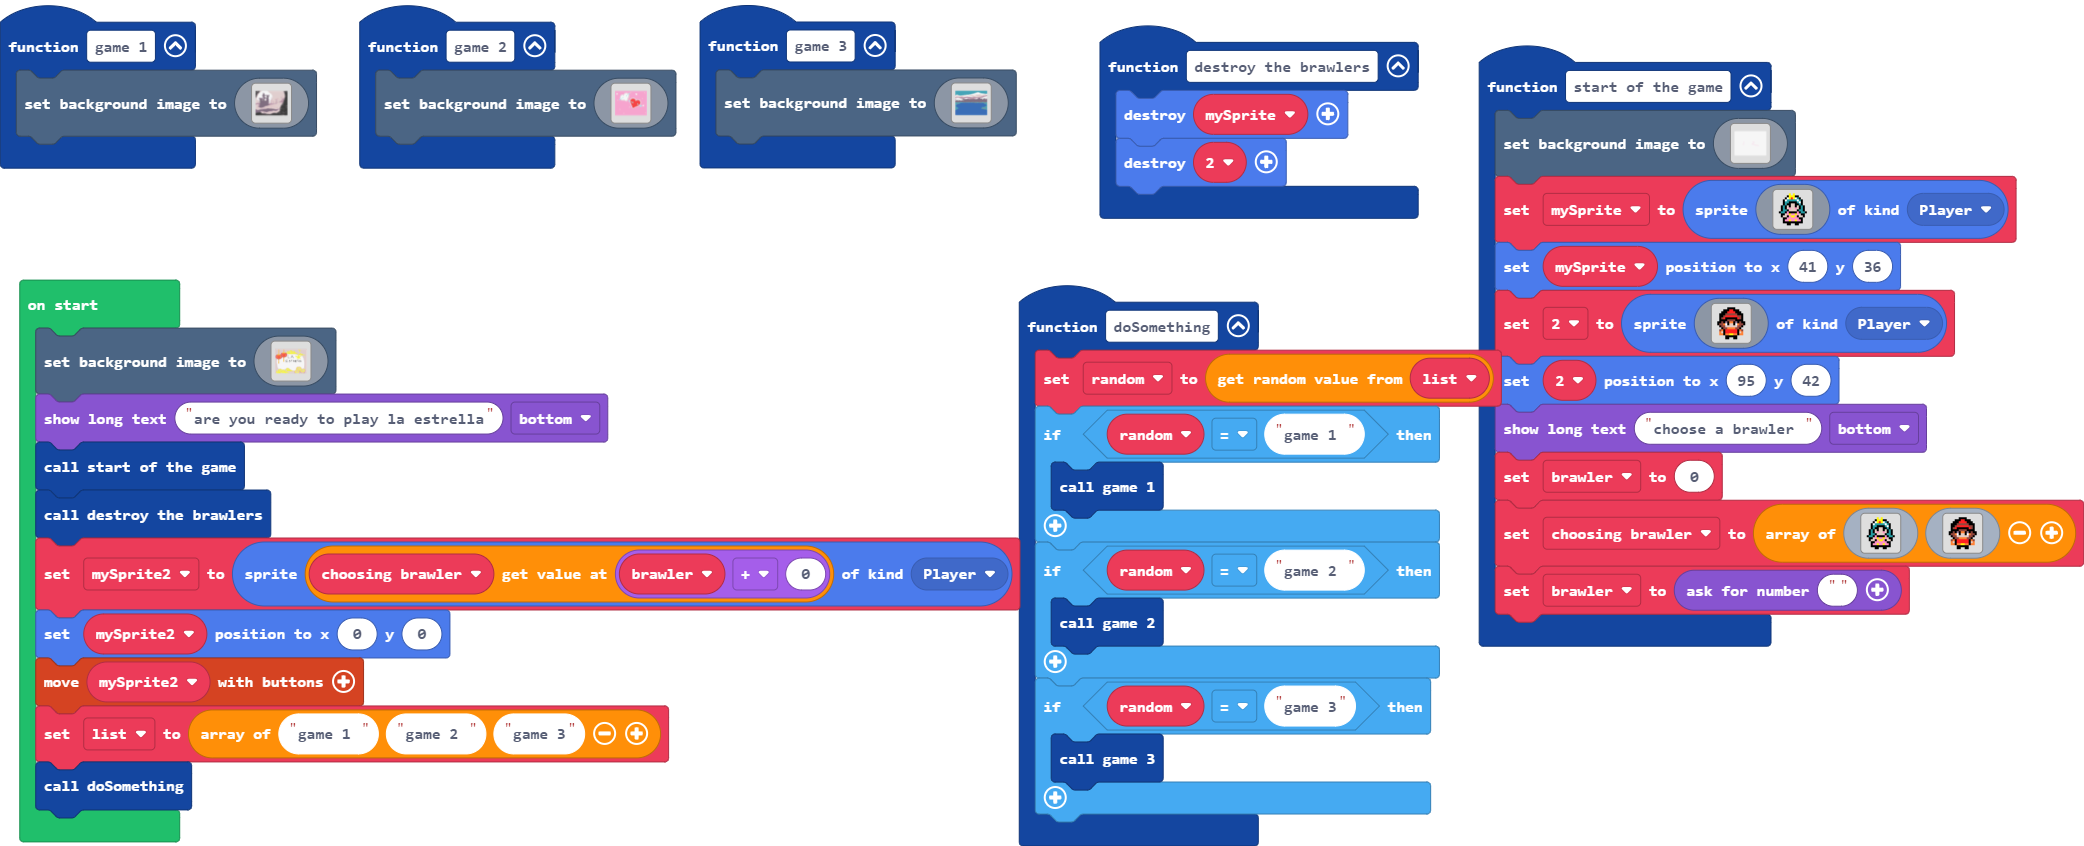 function game 1
set background image to
function game 2
set background image to
function game 3
set background image to
function destroy the brawlers
destroy mySprite
destroy 2
function start of the game
set background image to
set mySprite to sprite of kind Player
set mySprite position to x 41 y 36
set 2 to sprite of kind Player
set 2 position to x 95 y 42
show long text "choose a brawler " bottom
set brawler to 0
set choosing brawler to array of
set brawler to ask for number ""
on start
set background image to
show long text "are you ready to play la estrella" bottom
call start of the game
call destroy the brawlers
set mySprite2 to sprite choosing brawler get value at brawler + 0 of kind Player
set mySprite2 position to x 0 y 0
move mySprite2 with buttons
set list to array of "game 1 " "game 2 " "game 3"
call doSomething
function doSomething
set random to get random value from list
if random = "game 1 " then
call game 1
if random = "game 2 " then
call game 2
if random = "game 3" then
call game 3